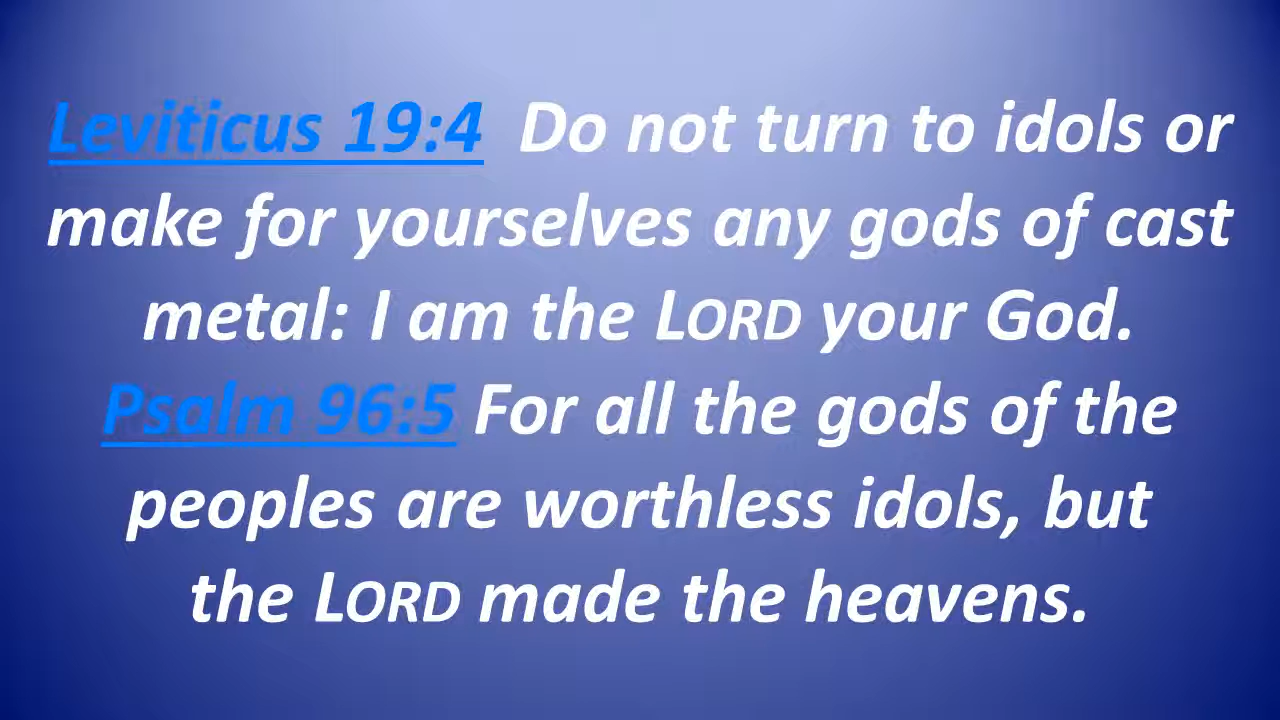 Leviticus 19:4 Do not turn to idols or
make for yourselves any gods of cast
metal: I am the LORD your God.
Psalm 96:5 For all the gods of the
peoples are worthless idols, but
the LORD made the heavens.